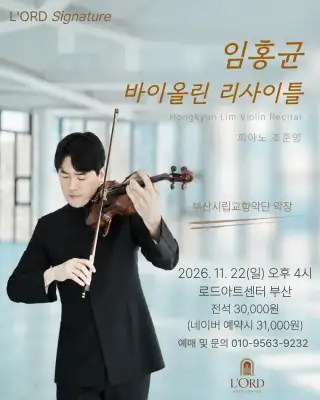 L'ORD Signature
임홍균
바이올린 리사이틀
Hongkyun Lim Violin Recital
피아노 조준영
부산시립교향악단 악장
2026. 11. 22(일) 오후 4시
로드아트센터 부산
전석 30,000원
(네이버 예약시 31,000원)
예매 및 문의 010-9563-9232
L'ORD
ARTS CENTER